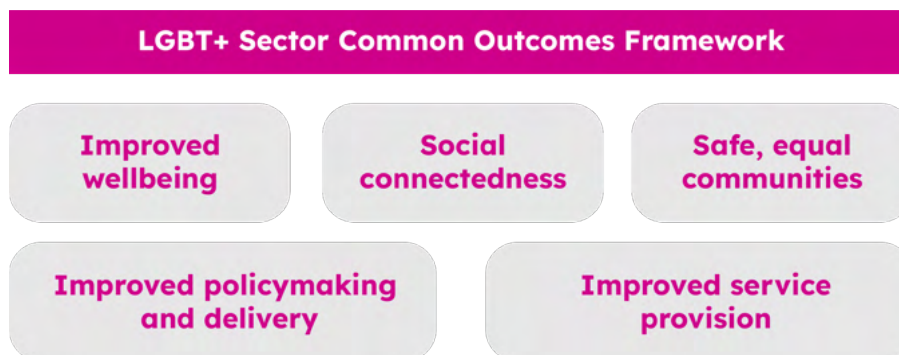 LGBT+ Sector Common Outcomes Framework
Improved
wellbeing
Social
connectedness
Safe, equal
communities
Improved policymaking
and delivery
Improved service
provision